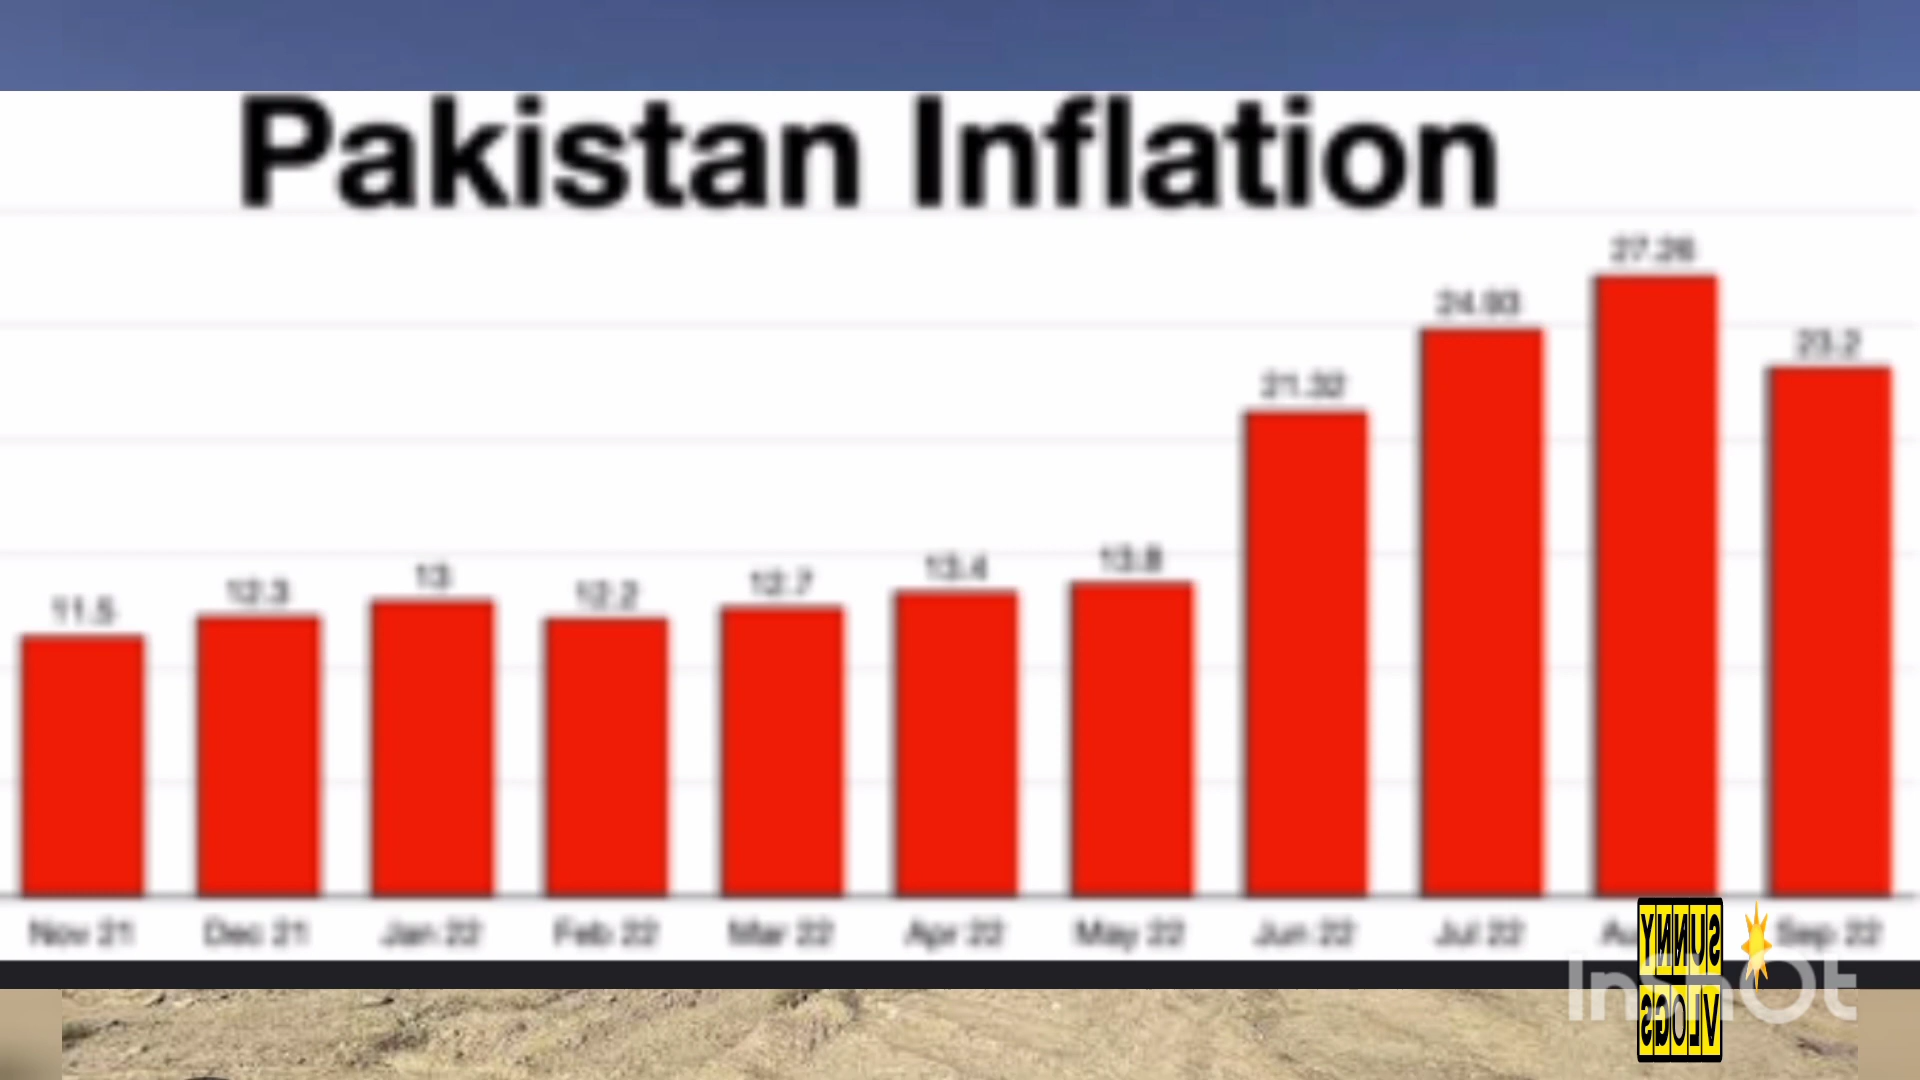 Pakistan Inflation
11.5 12.3 13 12.2 12.7 13.4 13.8 21.32 24.93 27.26 23.2
Nov 21 Dec 21 Jan 22 Feb 22 Mar 22 Apr 22 May 22 Jun 22 Jul 22 Sep 22
SUNNY
VLOGS
InShOt